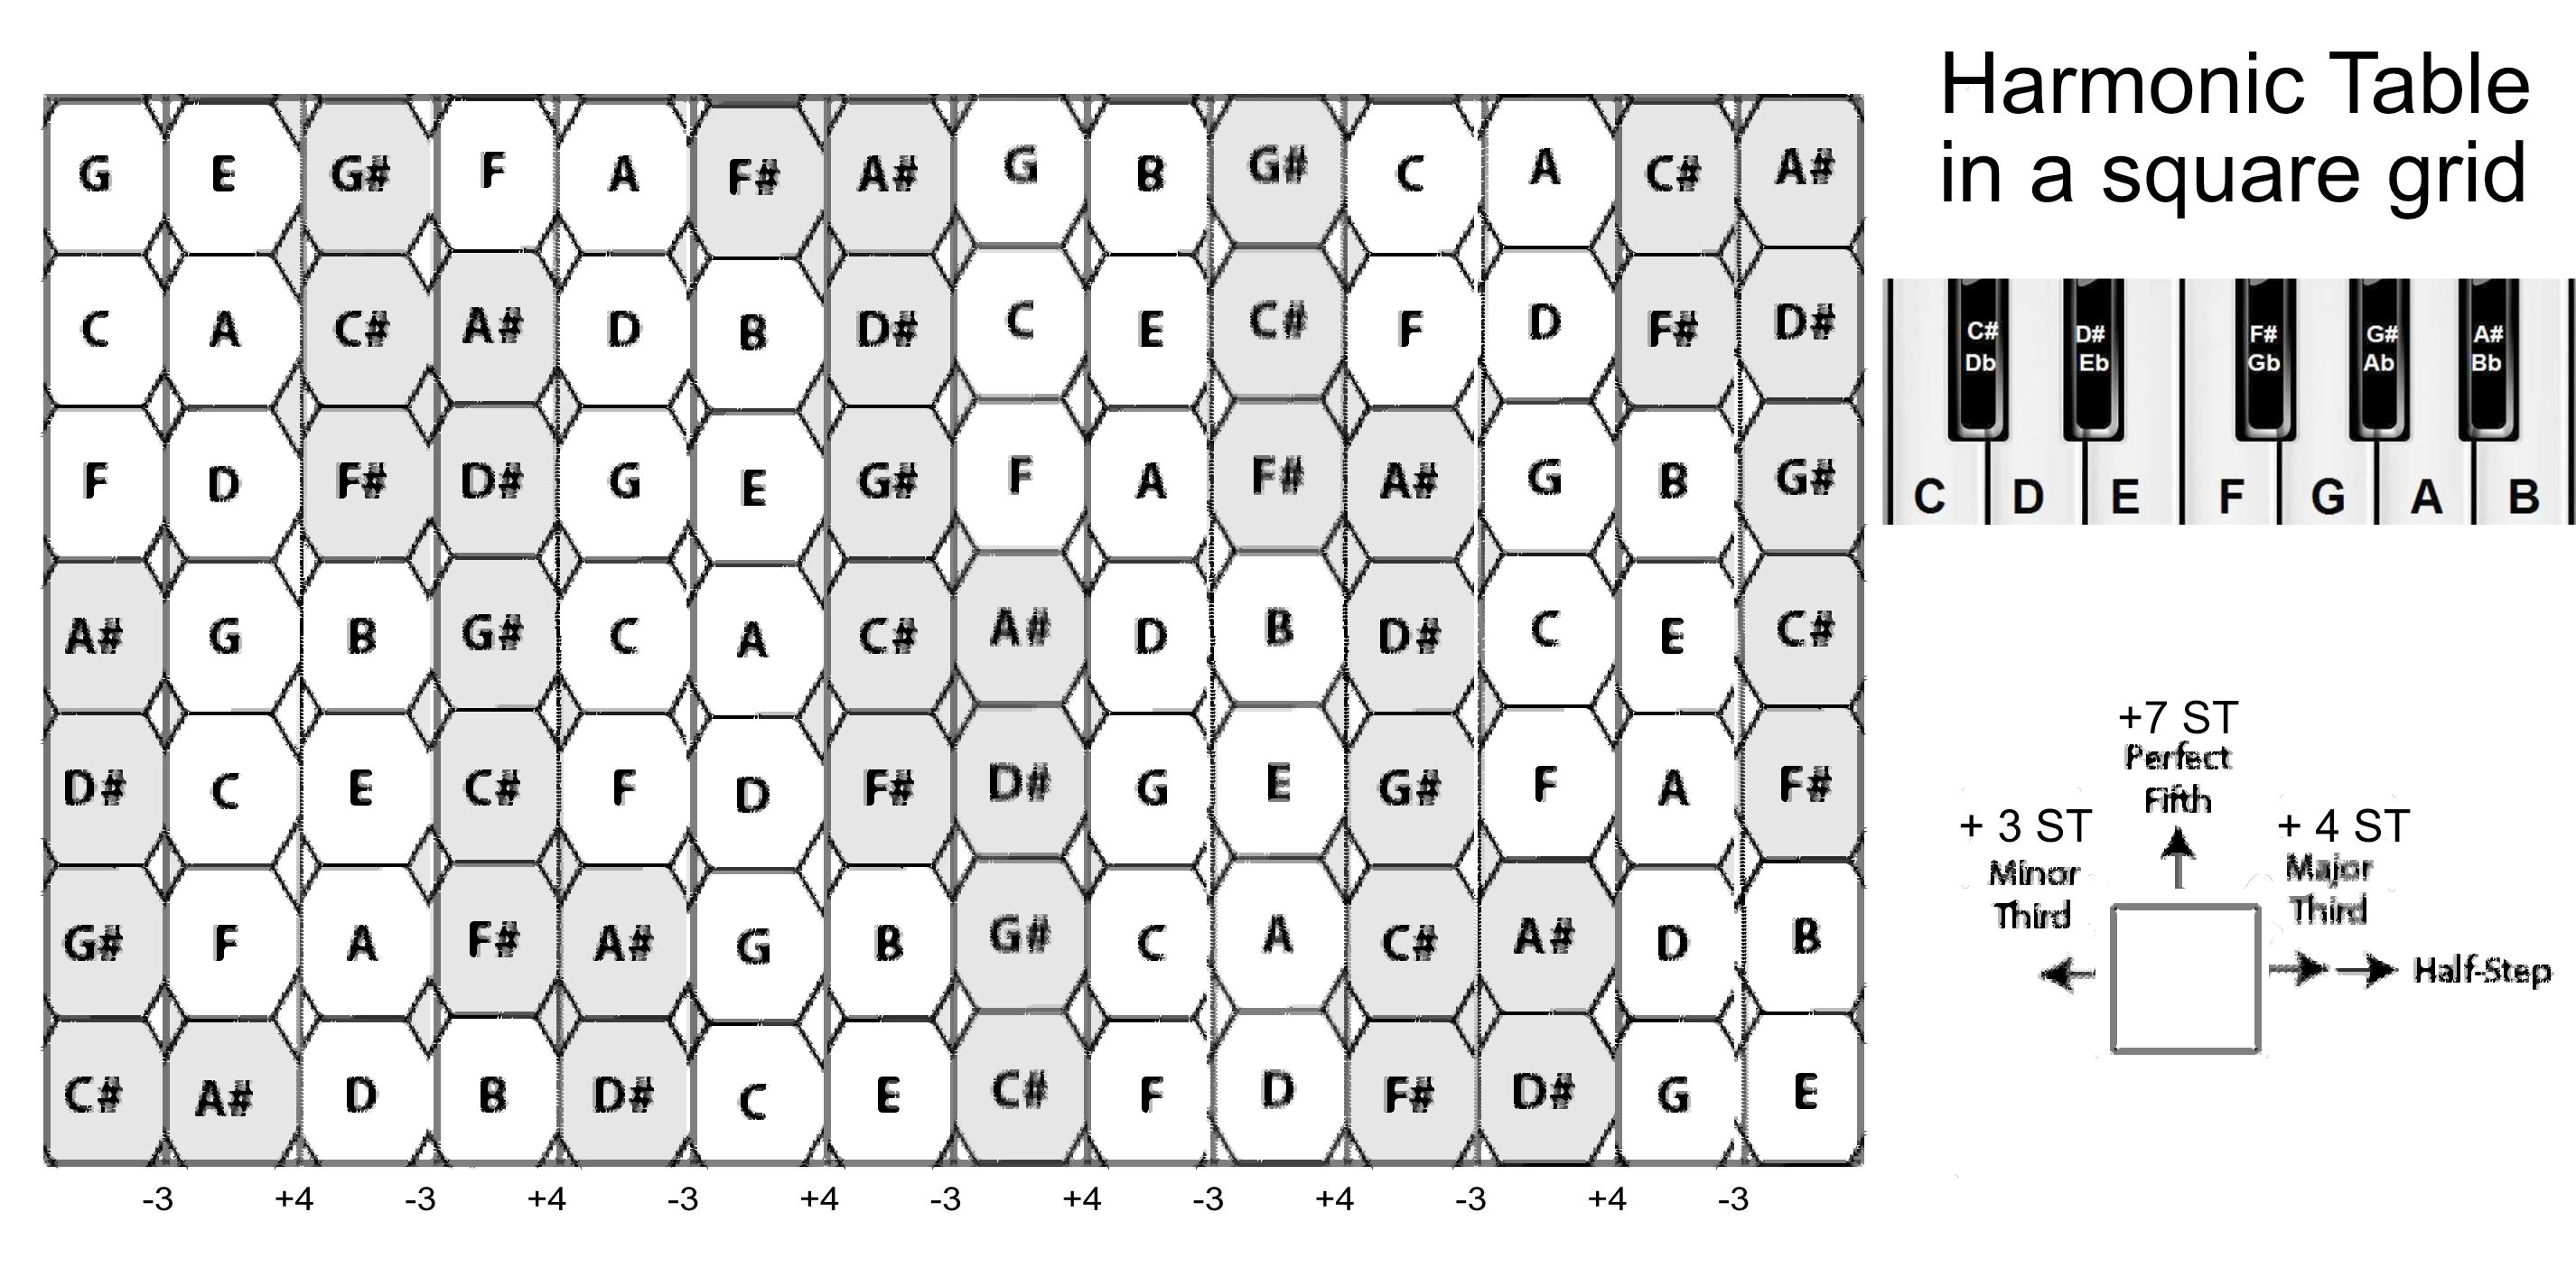 Harmonic Table
in a square grid
G E G# F A F# A# G B G# C A C# A#
C A C# A# D B D# C E C# F D F# D#
F D F# D# G E G# F A F# A# G B G#
A# G B G# C A C# A# D B D# C E C#
D# C E C# F D F# D# G E G# F A F#
G# F A F# A# G B G# C A C# A# D B
C# A# D B D# C E C# F D F# D# G E
-3 +4 -3 +4 -3 +4 -3 +4 -3 +4 -3 +4 -3
C# D# F# G# A#
Db Eb Gb Ab Bb
C D E F G A B
+7 ST
Perfect
Fifth
+ 3 ST
Minor
Third
+ 4 ST
Major
Third
Half-Step